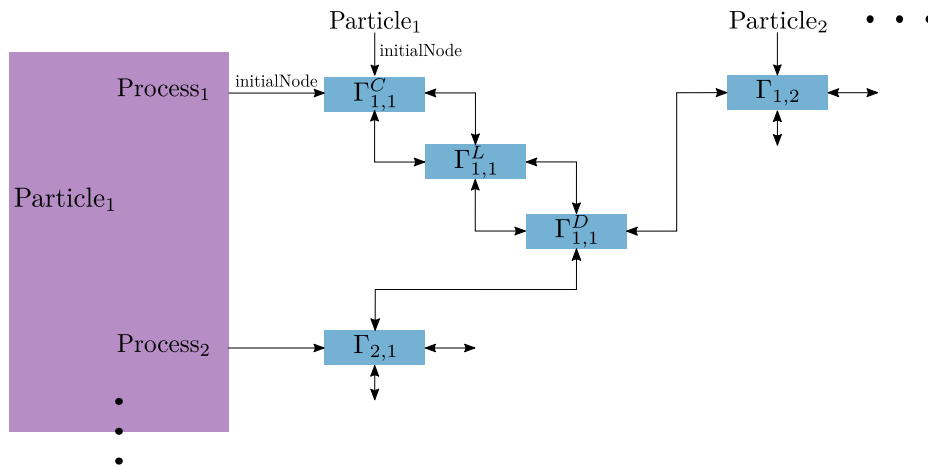 Particle₁
Particle₂
initialNode
Process₁
initialNode
Γ^C_{1,1}
Γ_{1,2}
Γ^L_{1,1}
Particle₁
Γ^D_{1,1}
Process₂
Γ_{2,1}